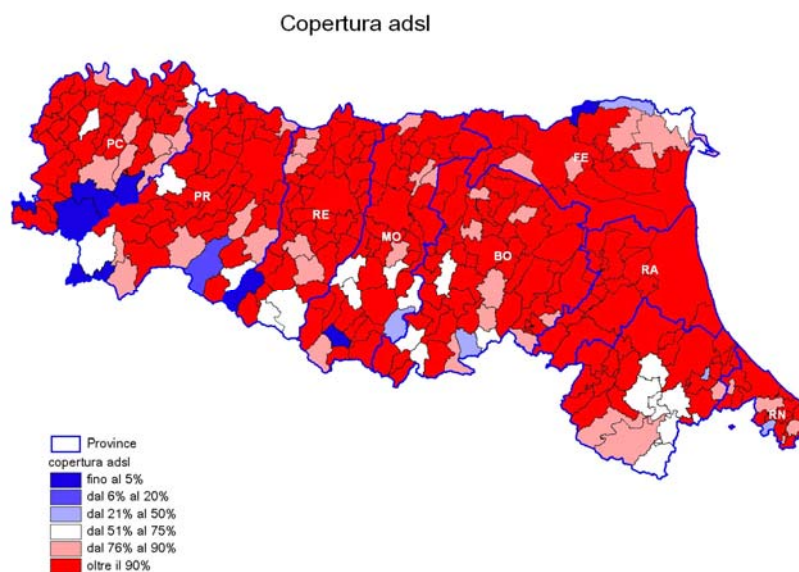 Copertura adsl
PC
PR
RE
MO
BO
FE
RA
RN
Province
copertura adsl
fino al 5%
dal 6% al 20%
dal 21% al 50%
dal 51% al 75%
dal 76% al 90%
oltre il 90%